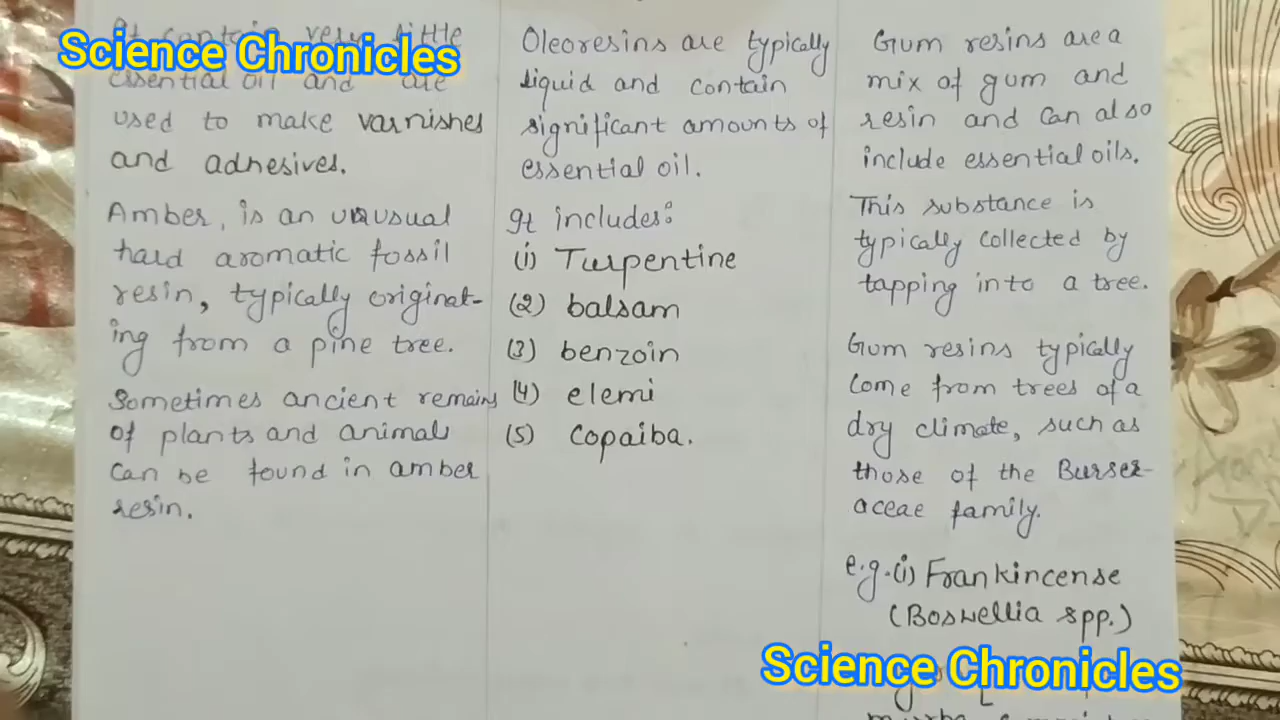 Science Chronicles
It contain very little
essential oil and are
used to make varnishes
and adhesives.
Amber, is an unusual
hard aromatic fossil
resin, typically originat-
ing from a pine tree.
Sometimes ancient remains
of plants and animals
can be found in amber
resin.
Oleoresins are typically
liquid and contain
significant amounts of
essential oil.
It includes:
(1) Turpentine
(2) balsam
(3) benzoin
(4) elemi
(5) Copaiba.
Gum resins are a
mix of gum and
resin and can also
include essential oils.
This substance is
typically collected by
tapping into a tree.
Gum resins typically
come from trees of a
dry climate, such as
those of the Burser-
aceae family.
e.g. (i) Frankincense
(Boswellia spp.)
Science Chronicles